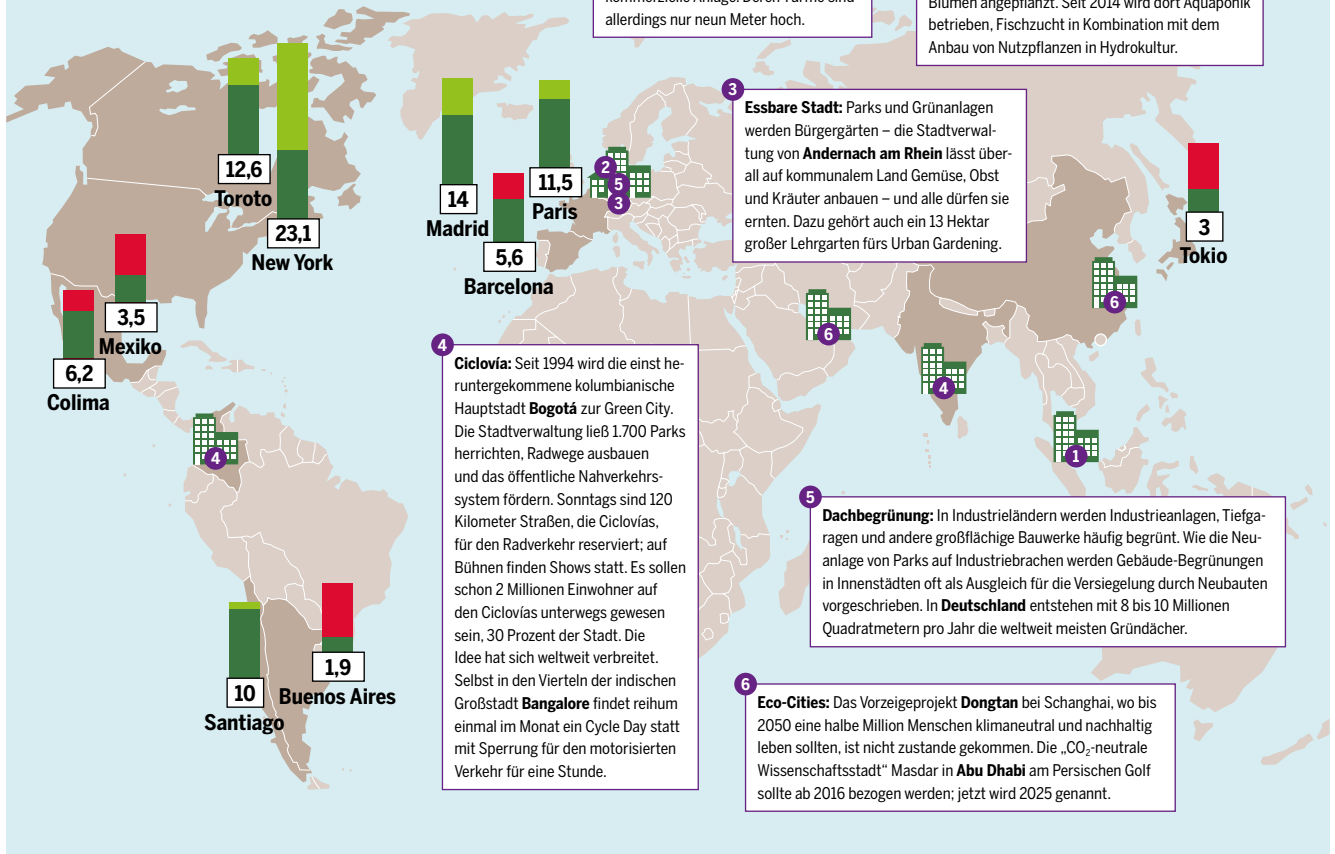 kommerzielle Anlage. Deren Türme sind
allerdings nur neun Meter hoch.
Blumen angepflanzt. Seit 2014 wird dort Aquaponik
betrieben, Fischzucht in Kombination mit dem
Anbau von Nutzpflanzen in Hydrokultur.
12,6
Toroto
23,1
New York
3,5
Mexiko
6,2
Colima
14
Madrid
11,5
Paris
5,6
Barcelona
2
5
3
3
Essbare Stadt: Parks und Grünanlagen
werden Bürgergärten – die Stadtverwal-
tung von Andernach am Rhein lässt über-
all auf kommunalem Land Gemüse, Obst
und Kräuter anbauen – und alle dürfen sie
ernten. Dazu gehört auch ein 13 Hektar
großer Lehrgarten fürs Urban Gardening.
3
Tokio
6
6
4
1
4
4
Ciclovía: Seit 1994 wird die einst he-
runtergekommene kolumbianische
Hauptstadt Bogotá zur Green City.
Die Stadtverwaltung ließ 1.700 Parks
herrichten, Radwege ausbauen
und das öffentliche Nahverkehrs-
system fördern. Sonntags sind 120
Kilometer Straßen, die Ciclovías,
für den Radverkehr reserviert; auf
Bühnen finden Shows statt. Es sollen
schon 2 Millionen Einwohner auf
den Ciclovías unterwegs gewesen
sein, 30 Prozent der Stadt. Die
Idee hat sich weltweit verbreitet.
Selbst in den Vierteln der indischen
Großstadt Bangalore findet reihum
einmal im Monat ein Cycle Day statt
mit Sperrung für den motorisierten
Verkehr für eine Stunde.
10
Santiago
1,9
Buenos Aires
5
Dachbegrünung: In Industrieländern werden Industrieanlagen, Tiefga-
ragen und andere großflächige Bauwerke häufig begrünt. Wie die Neu-
anlage von Parks auf Industriebrachen werden Gebäude-Begrünungen
in Innenstädten oft als Ausgleich für die Versiegelung durch Neubauten
vorgeschrieben. In Deutschland entstehen mit 8 bis 10 Millionen
Quadratmetern pro Jahr die weltweit meisten Gründächer.
6
Eco-Cities: Das Vorzeigeprojekt Dongtan bei Schanghai, wo bis
2050 eine halbe Million Menschen klimaneutral und nachhaltig
leben sollten, ist nicht zustande gekommen. Die „CO₂-neutrale
Wissenschaftsstadt“ Masdar in Abu Dhabi am Persischen Golf
sollte ab 2016 bezogen werden; jetzt wird 2025 genannt.